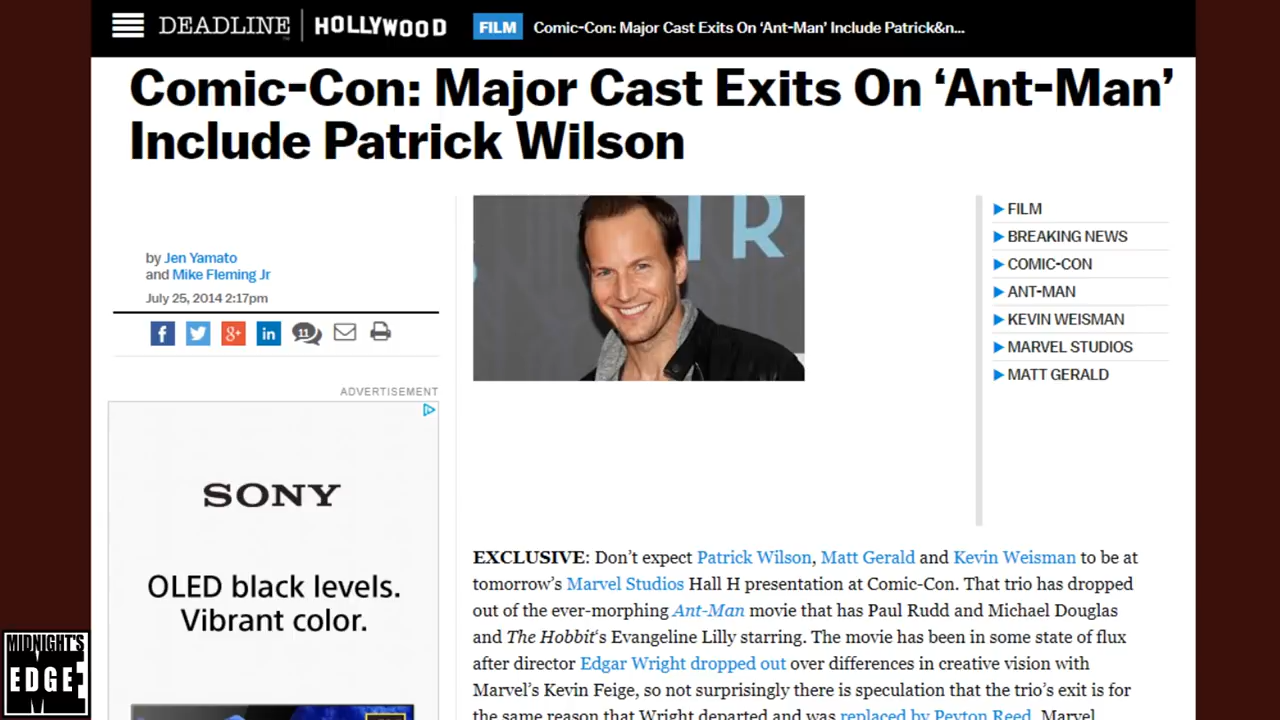 DEADLINE HOLLYWOOD FILM Comic-Con: Major Cast Exits On ‘Ant-Man’ Include Patrick&n...
Comic-Con: Major Cast Exits On ‘Ant-Man’
Include Patrick Wilson
by Jen Yamato
and Mike Fleming Jr
July 25, 2014 2:17pm
f 8+ in 11
ADVERTISEMENT
SONY
OLED black levels.
Vibrant color.
IR
FILM
BREAKING NEWS
COMIC-CON
ANT-MAN
KEVIN WEISMAN
MARVEL STUDIOS
MATT GERALD
EXCLUSIVE: Don’t expect Patrick Wilson, Matt Gerald and Kevin Weisman to be at
tomorrow’s Marvel Studios Hall H presentation at Comic-Con. That trio has dropped
out of the ever-morphing Ant-Man movie that has Paul Rudd and Michael Douglas
and The Hobbit‘s Evangeline Lilly starring. The movie has been in some state of flux
after director Edgar Wright dropped out over differences in creative vision with
Marvel’s Kevin Feige, so not surprisingly there is speculation that the trio’s exit is for
the same reason that Wright departed and was replaced by Peyton Reed. Marvel
MIDNIGHT'S
EDGE